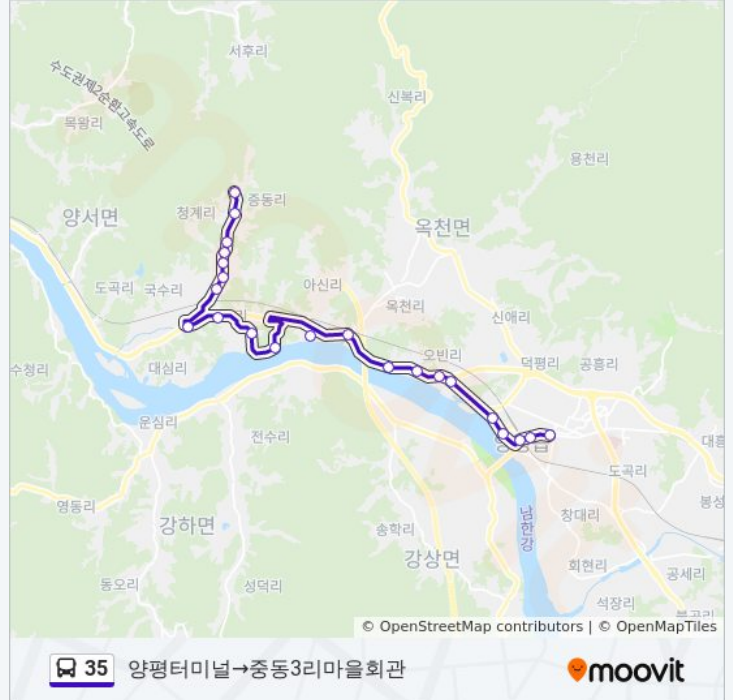 서후리
수도권제2순환고속도로
신복리
목왕리
용천리
증동리
청계리
양서면
옥천면
도곡리
국수리
아신리
옥천리
신애리
오빈리
덕평리
공흥리
수청리
대심리
운심리
전수리
대흥
도곡리
영동리
봉성
강하면
송학리
남한강
창대리
강상면
회현리
공세리
동오리
성덕리
석장리
© OpenStreetMap contributors | © OpenMapTiles
35 양평터미널→중동3리마을회관
moovit